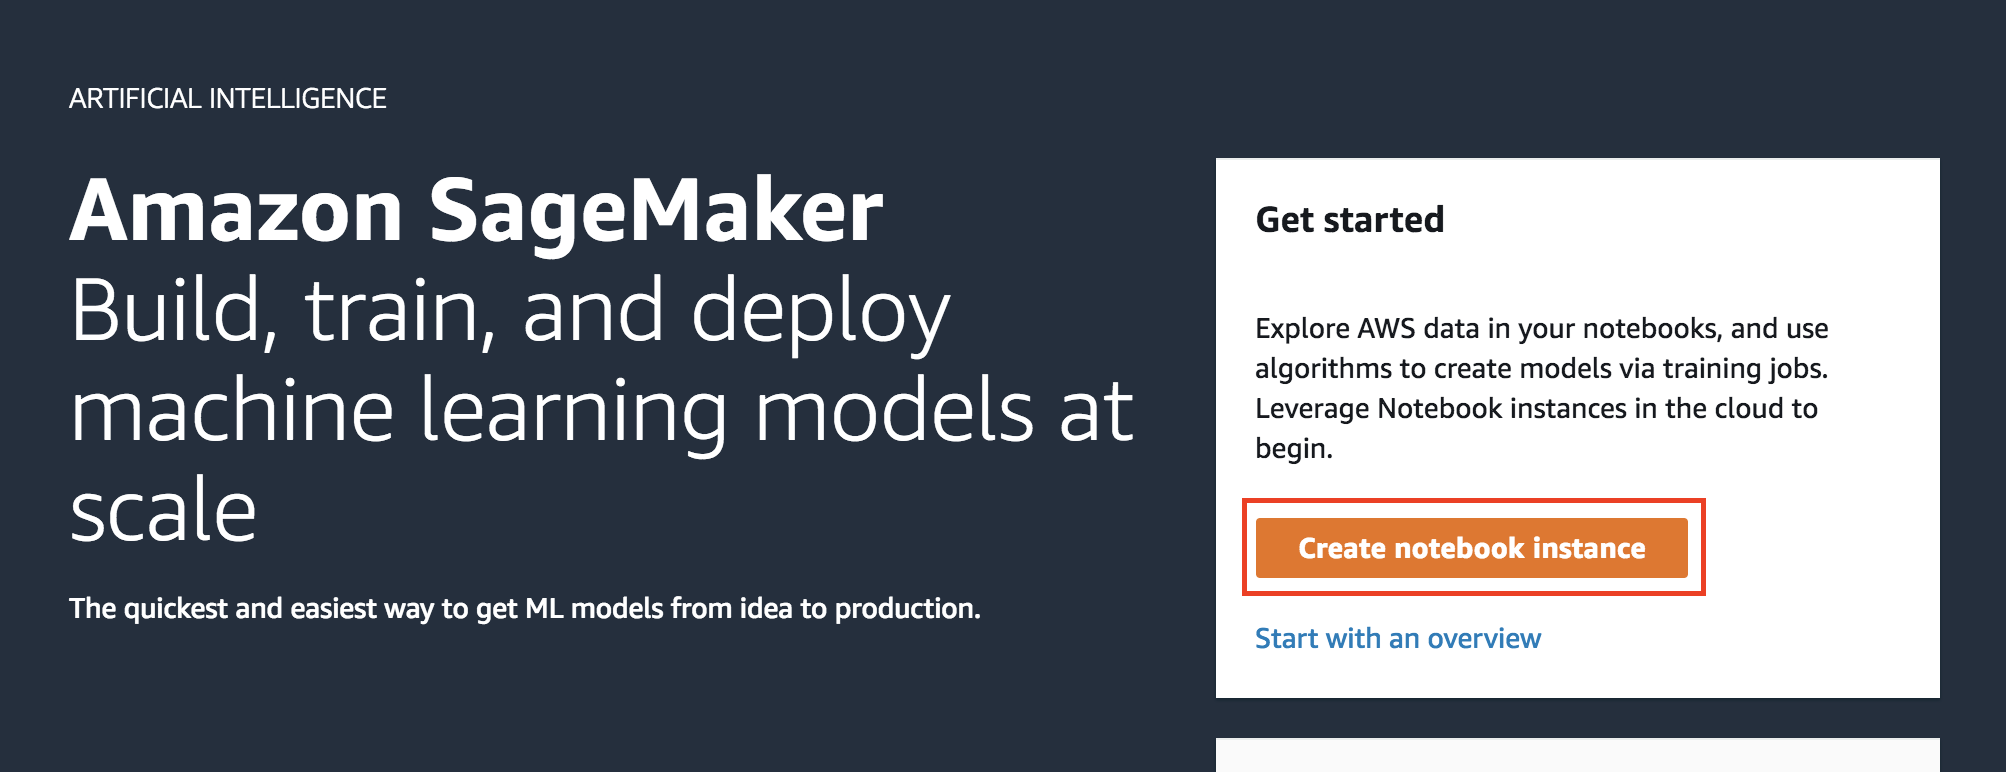 ARTIFICIAL INTELLIGENCE
Amazon SageMaker
Build, train, and deploy
machine learning models at
scale
The quickest and easiest way to get ML models from idea to production.
Get started
Explore AWS data in your notebooks, and use
algorithms to create models via training jobs.
Leverage Notebook instances in the cloud to
begin.
Create notebook instance
Start with an overview